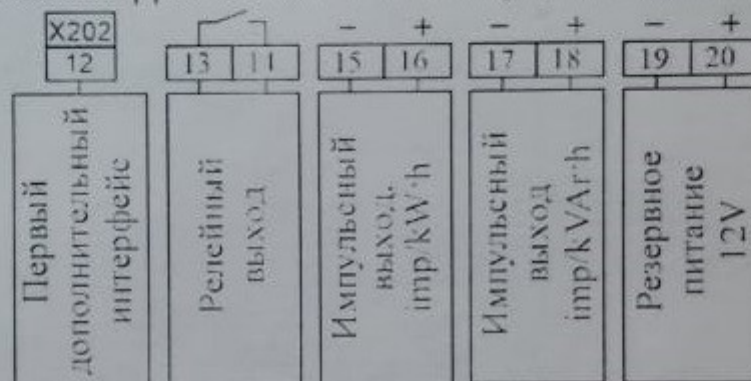 X202
12
13 11
15 16
17 18
19 20
- +
- +
- +
Первый
дополнительный
интерфейс
Релейный
выход
Импульсный
выход.
imp/kW·h
Импульсный
выход
imp/kVAr·h
Резервное
питание
12V